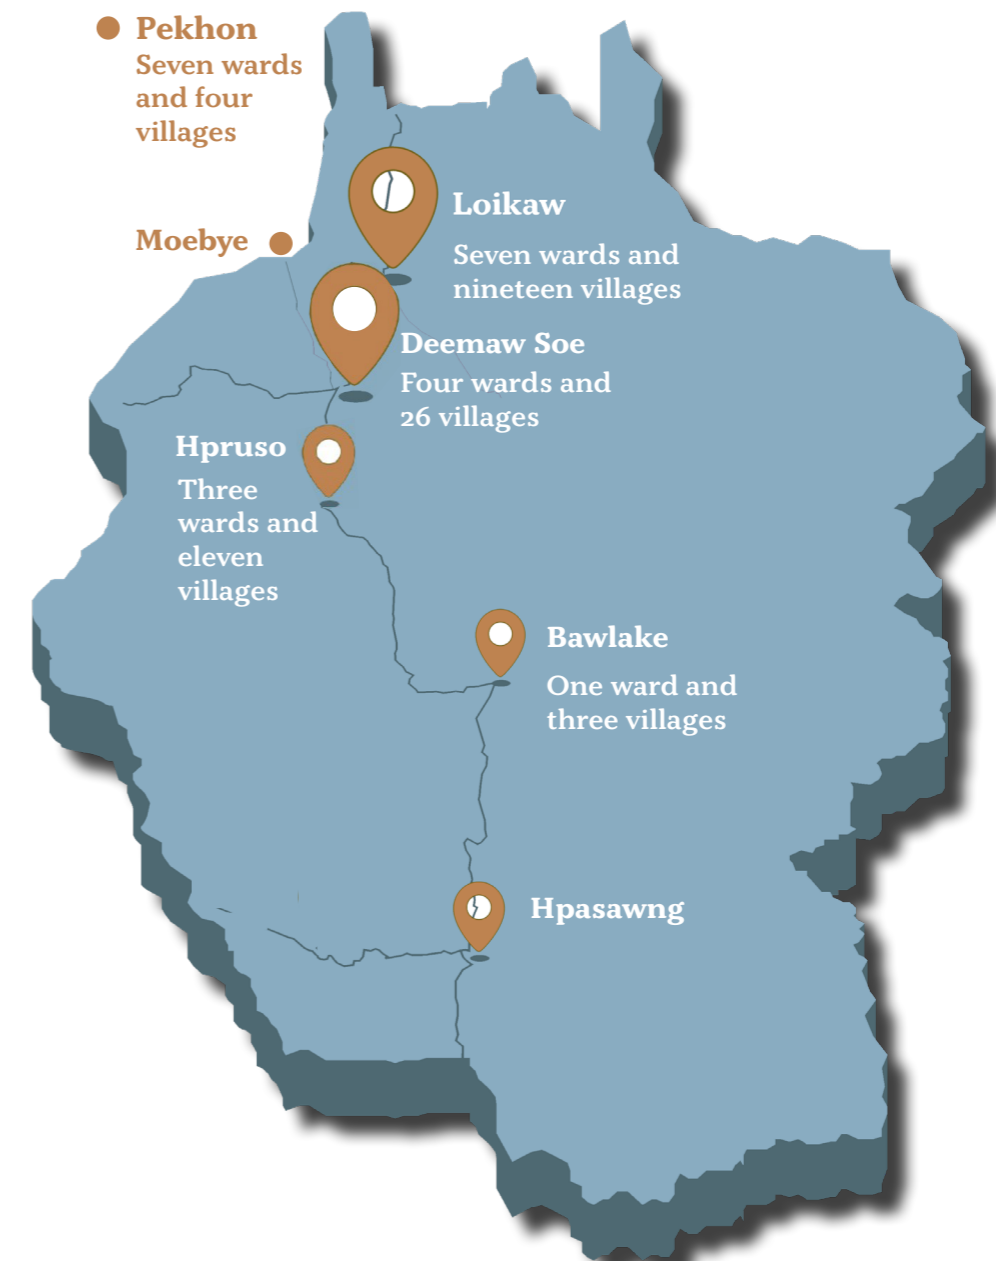 Pekhon
Seven wards
and four
villages
Moebye
Loikaw
Seven wards and
nineteen villages
Deemaw Soe
Four wards and
26 villages
Hpruso
Three
wards and
eleven
villages
Bawlake
One ward and
three villages
Hpasawng